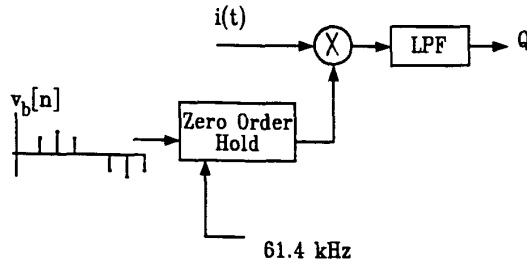 i(t)
X
LPF
Q
v_b[n]
Zero Order
Hold
61.4 kHz